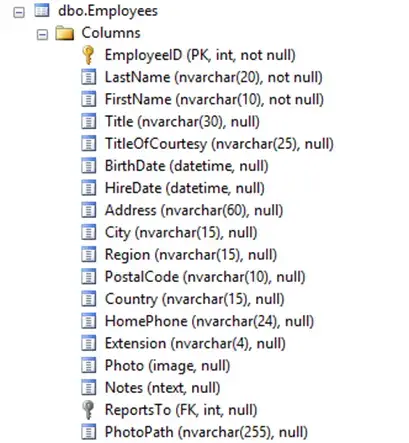 dbo.Employees
Columns
EmployeeID (PK, int, not null)
LastName (nvarchar(20), not null)
FirstName (nvarchar(10), not null)
Title (nvarchar(30), null)
TitleOfCourtesy (nvarchar(25), null)
BirthDate (datetime, null)
HireDate (datetime, null)
Address (nvarchar(60), null)
City (nvarchar(15), null)
Region (nvarchar(15), null)
PostalCode (nvarchar(10), null)
Country (nvarchar(15), null)
HomePhone (nvarchar(24), null)
Extension (nvarchar(4), null)
Photo (image, null)
Notes (ntext, null)
ReportsTo (FK, int, null)
PhotoPath (nvarchar(255), null)